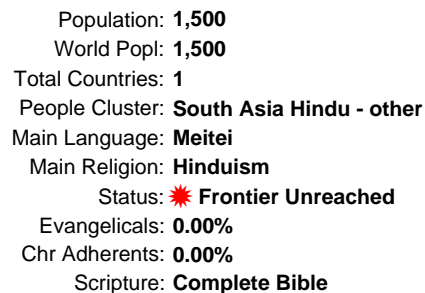 Population: 1,500
World Popl: 1,500
Total Countries: 1
People Cluster: South Asia Hindu - other
Main Language: Meitei
Main Religion: Hinduism
Status: Frontier Unreached
Evangelicals: 0.00%
Chr Adherents: 0.00%
Scripture: Complete Bible